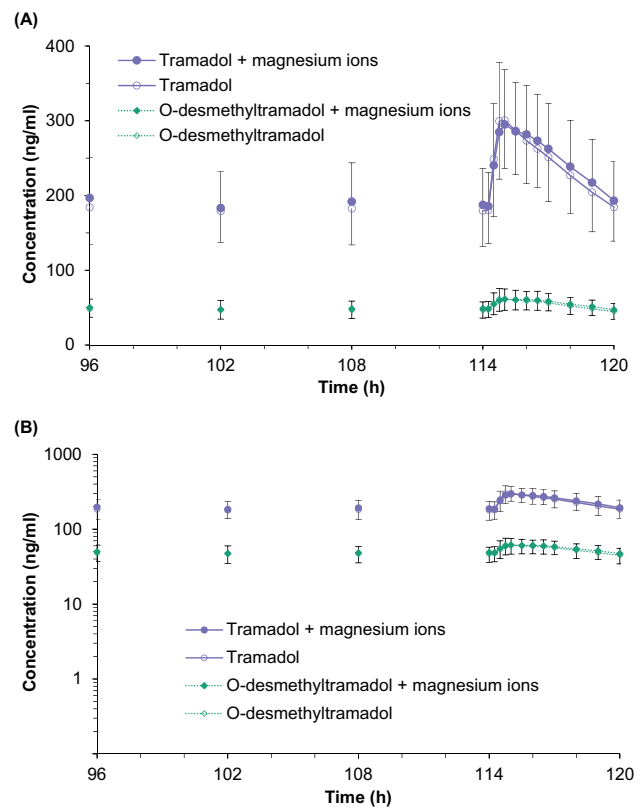 (A)
400
Tramadol + magnesium ions
Tramadol
O-desmethyltramadol + magnesium ions
O-desmethyltramadol
300
200
100
0
Concentration (ng/ml)
96 102 108 114 120
Time (h)
(B)
1000
100
10
1
Concentration (ng/ml)
Tramadol + magnesium ions
Tramadol
O-desmethyltramadol + magnesium ions
O-desmethyltramadol
96 102 108 114 120
Time (h)